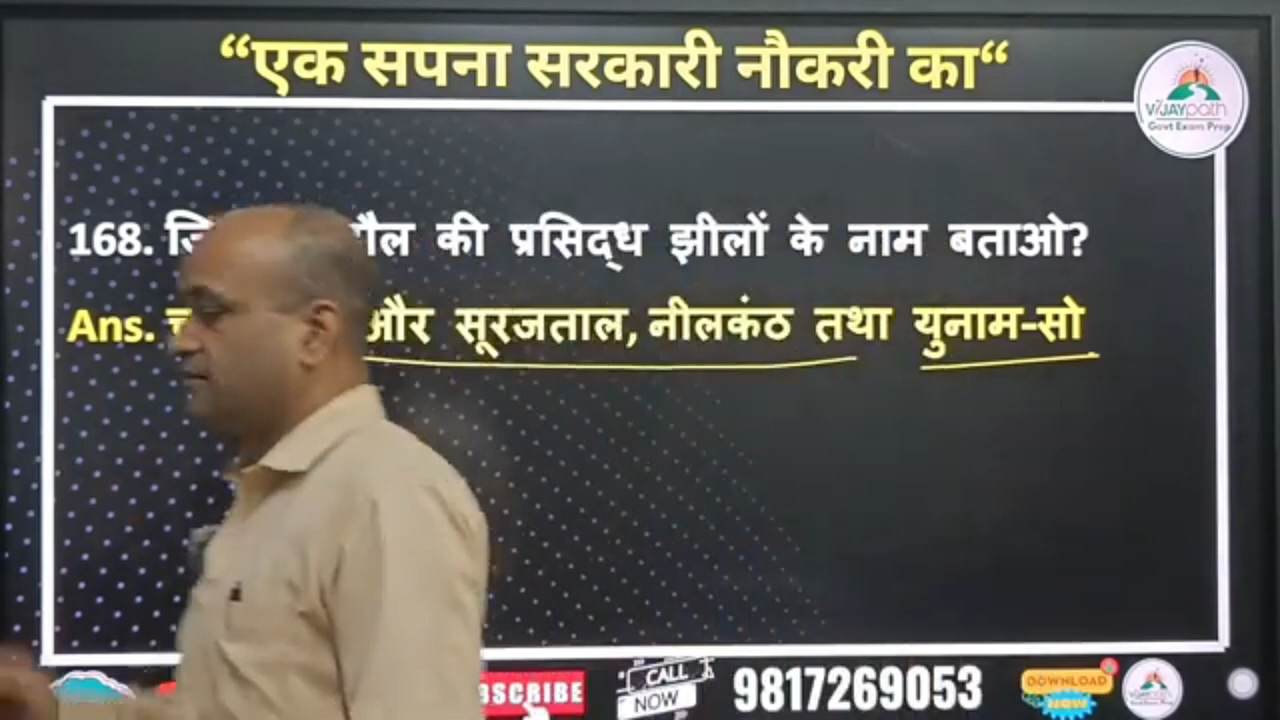 “एक सपना सरकारी नौकरी का“
VIJAYpath
Govt Exam Prep
168. की प्रसिद्ध झीलों के नाम बताओ?
Ans. और सूरजताल, नीलकंठ तथा युनाम-सो
CALL
NOW
9817269053
DOWNLOAD
NOW